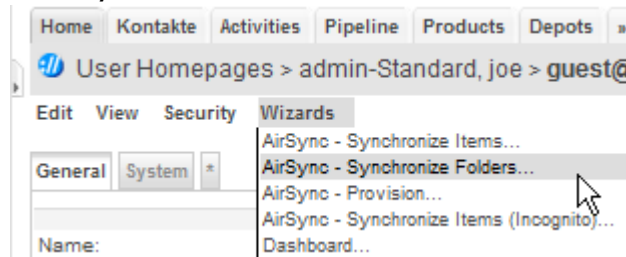 Home Kontakte Activities Pipeline Products Depots »
User Homepages > admin-Standard, joe > guest@
Edit View Security Wizards
AirSync - Synchronize Items...
General System * AirSync - Synchronize Folders...
AirSync - Provision...
AirSync - Synchronize Items (Incognito)...
Name: Dashboard...